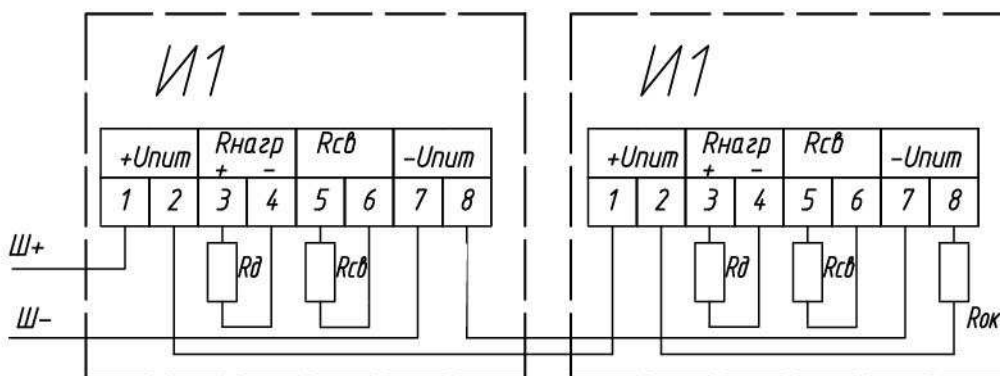 И1 И1
+Uпит Rнагр Rсв -Uпит +Uпит Rнагр Rсв -Uпит
+ - + -
1 2 3 4 5 6 7 8 1 2 3 4 5 6 7 8
Ш+ Rд Rсв Rд Rсв
Ш- Rок